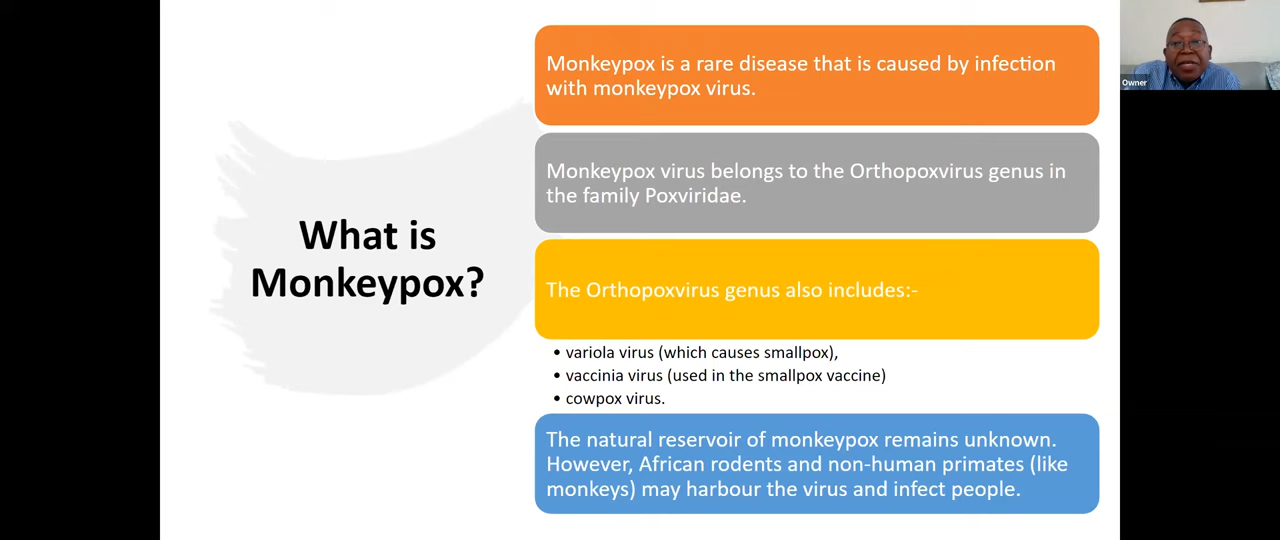 What is
Monkeypox?
Monkeypox is a rare disease that is caused by infection
with monkeypox virus.
Monkeypox virus belongs to the Orthopoxvirus genus in
the family Poxviridae.
The Orthopoxvirus genus also includes:-
• variola virus (which causes smallpox),
• vaccinia virus (used in the smallpox vaccine)
• cowpox virus.
The natural reservoir of monkeypox remains unknown.
However, African rodents and non-human primates (like
monkeys) may harbour the virus and infect people.
Owner